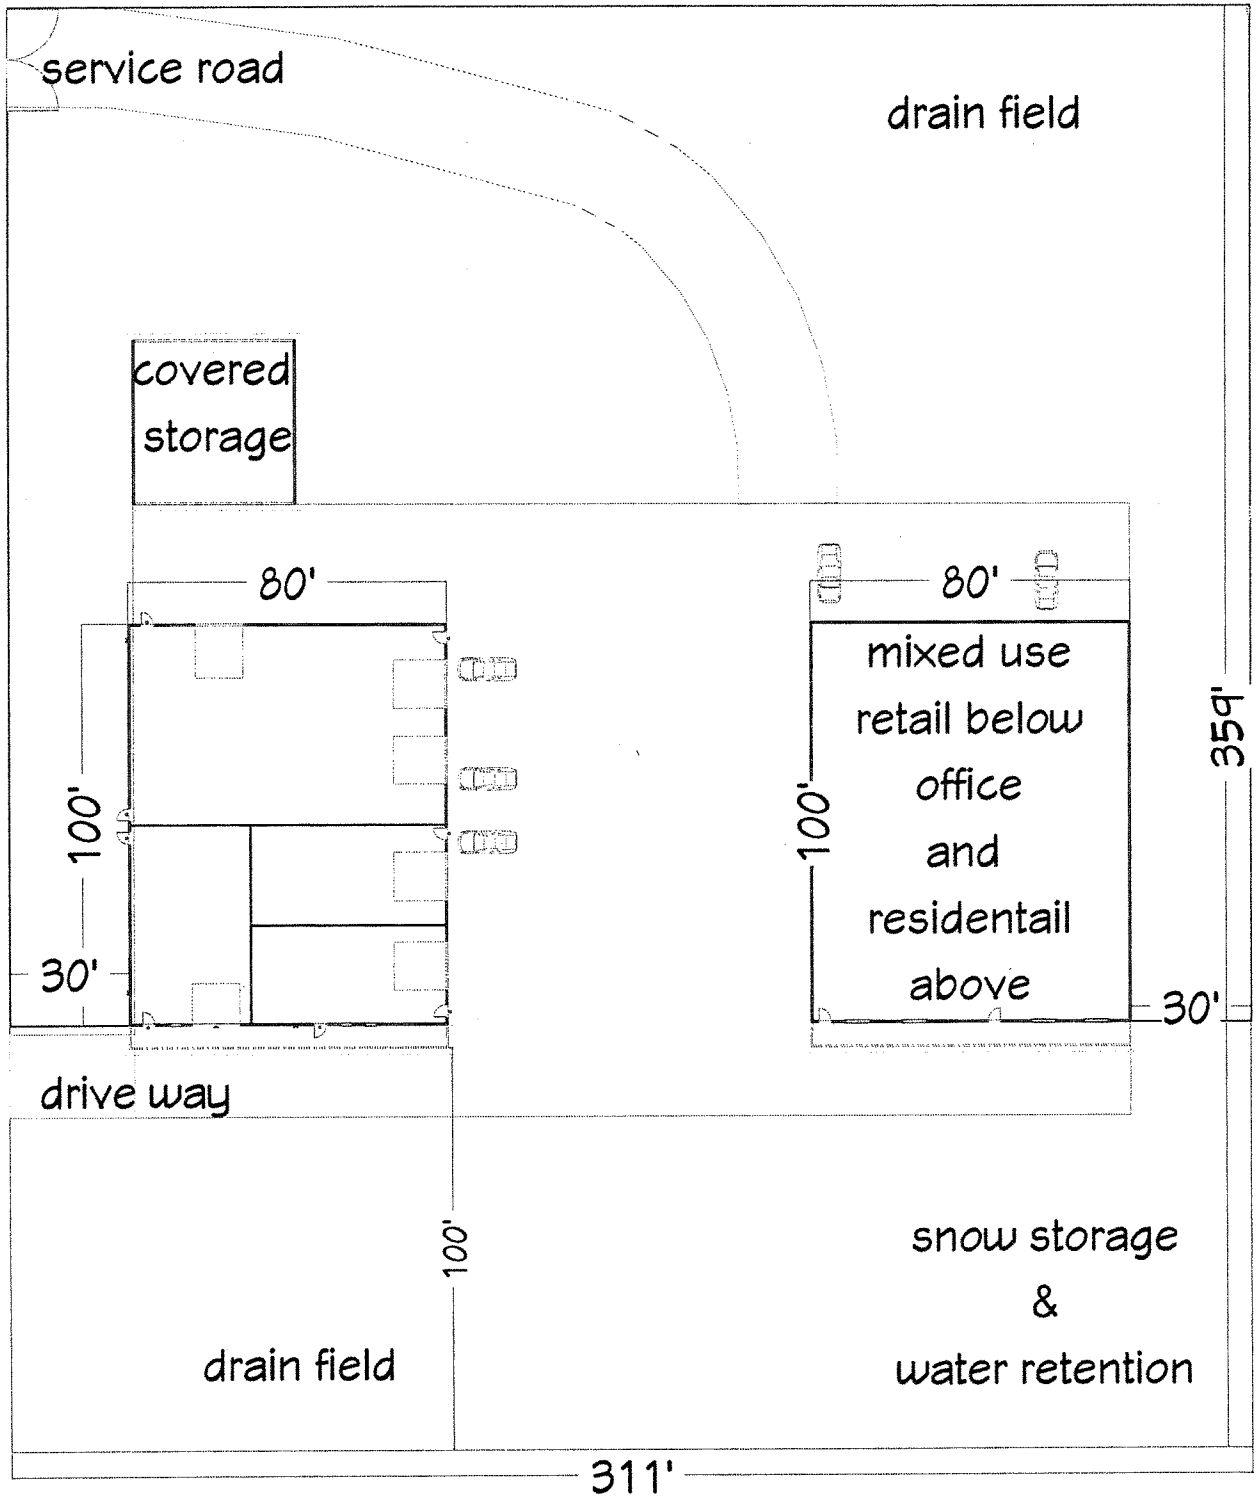 service road
drain field
covered
storage
80'
80'
mixed use
retail below
office
and
residentail
above
359'
100'
100'
30'
30'
drive way
100'
snow storage
&
water retention
drain field
311'